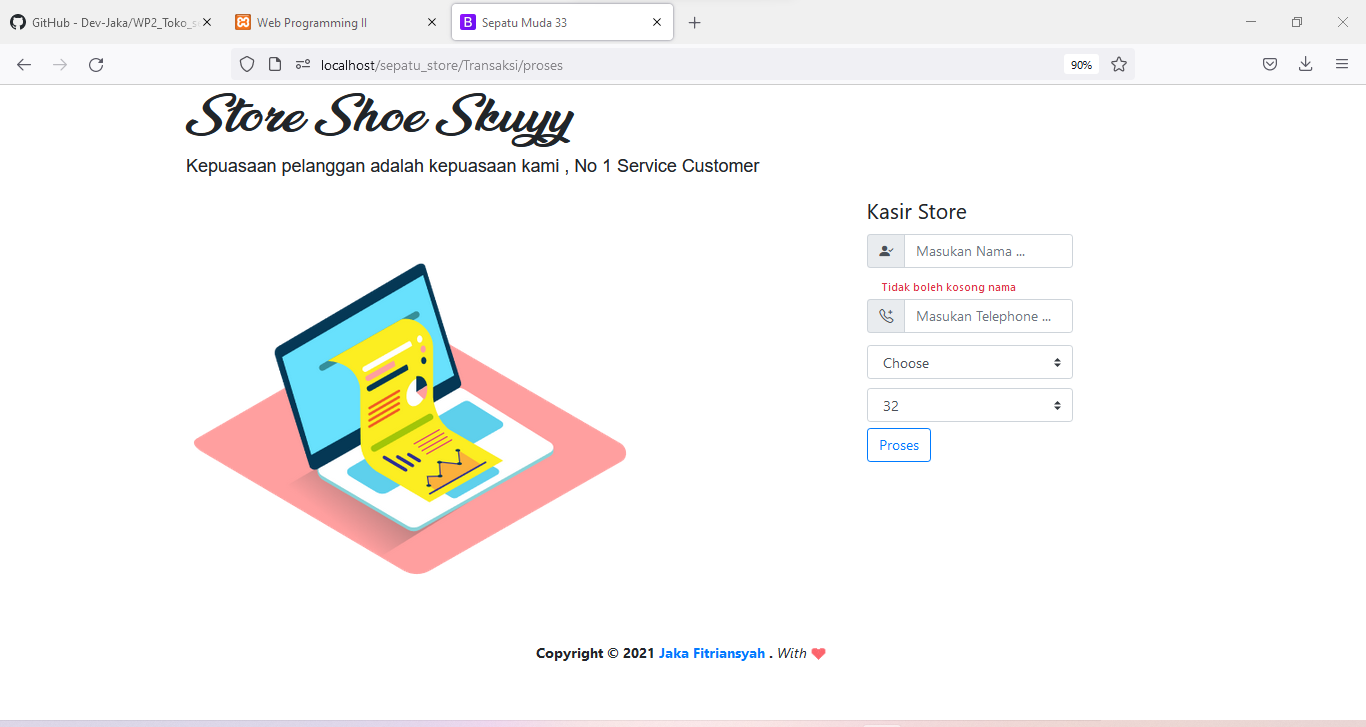 GitHub - Dev-Jaka/WP2_Toko_s
Web Programming II
B Sepatu Muda 33
localhost/sepatu_store/Transaksi/proses
90%
Store Shoe Skuyy
Kepuasaan pelanggan adalah kepuasaan kami , No 1 Service Customer
Kasir Store
Masukan Nama ...
Tidak boleh kosong nama
Masukan Telephone ...
Choose
32
Proses
Copyright © 2021 Jaka Fitriansyah . With ❤